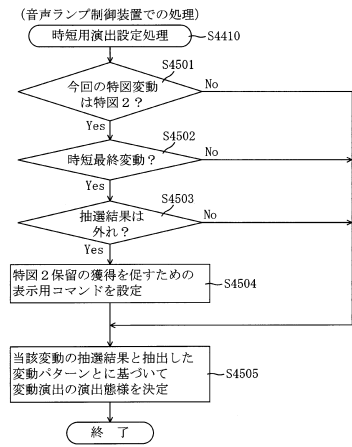 (音声ランプ制御装置での処理)
時短用演出設定処理
S4410
S4501
今回の特図変動
は特図2?
No
Yes
S4502
時短最終変動?
No
Yes
S4503
抽選結果は
外れ?
No
Yes
特図2保留の獲得を促すための
表示用コマンドを設定
S4504
当該変動の抽選結果と抽出した
変動パターンとに基づいて
変動演出の演出態様を決定
S4505
終 了